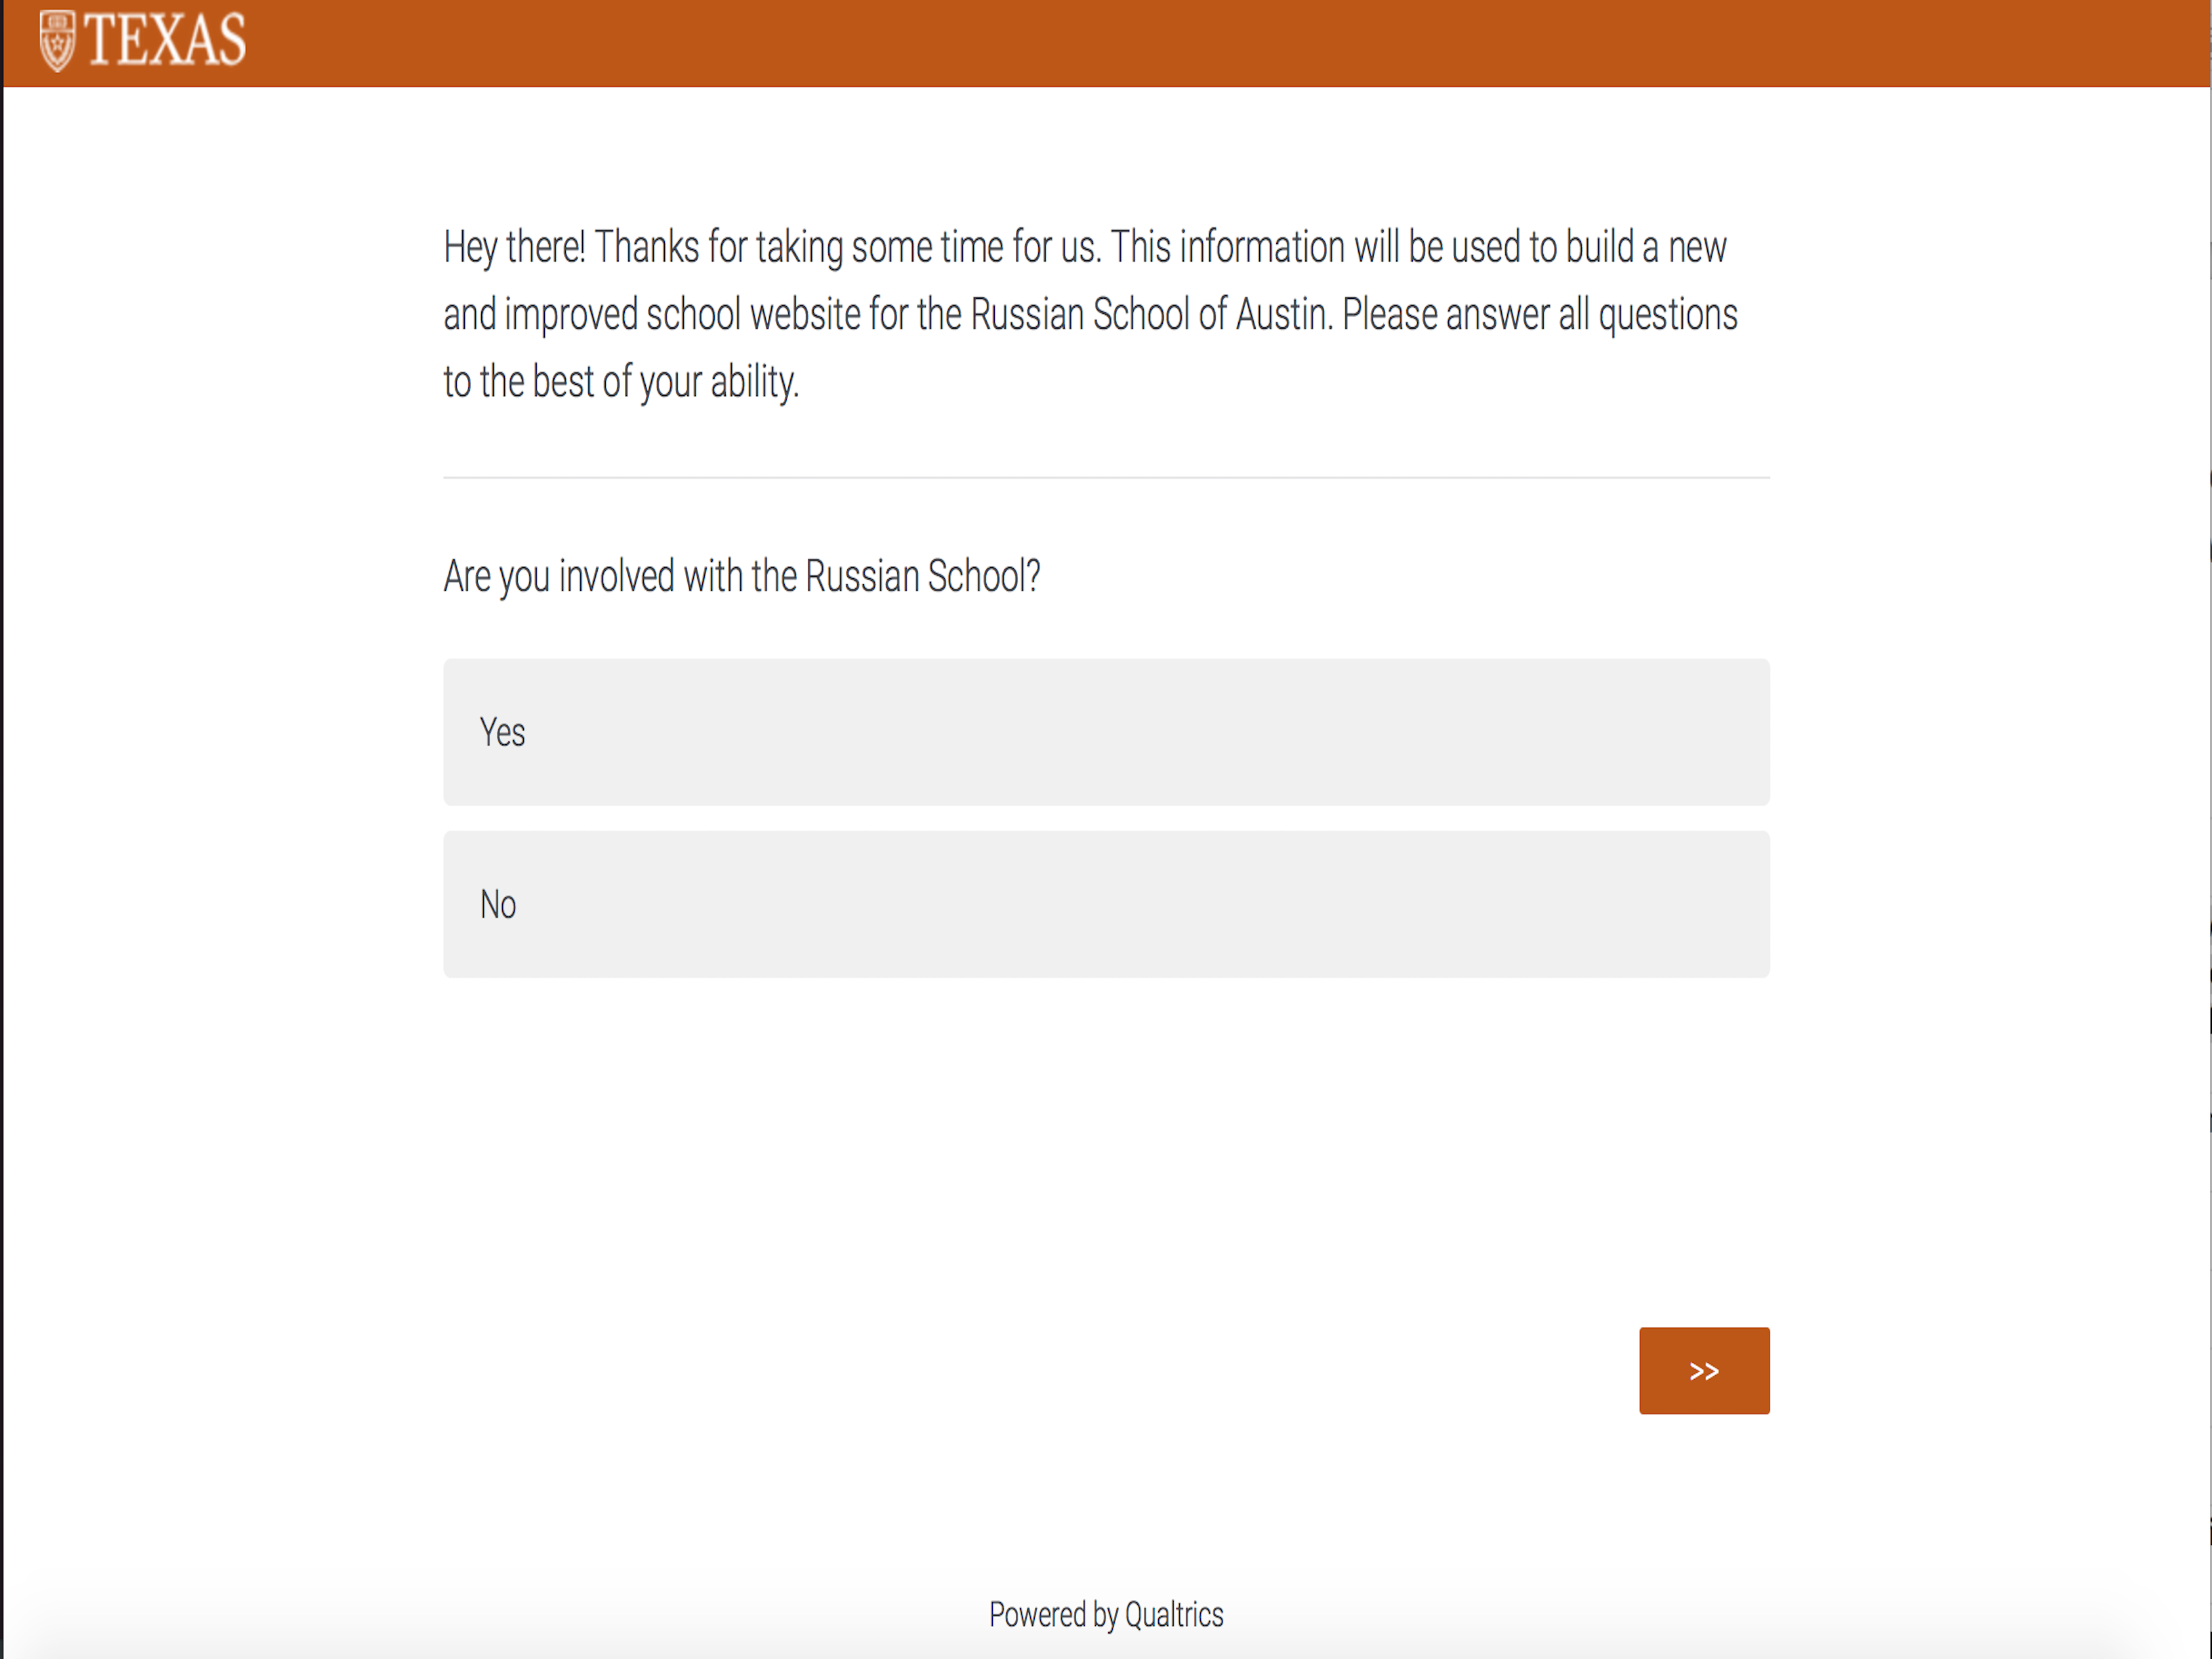 TEXAS
Hey there! Thanks for taking some time for us. This information will be used to build a new
and improved school website for the Russian School of Austin. Please answer all questions
to the best of your ability.
Are you involved with the Russian School?
Yes
No
>>
Powered by Qualtrics